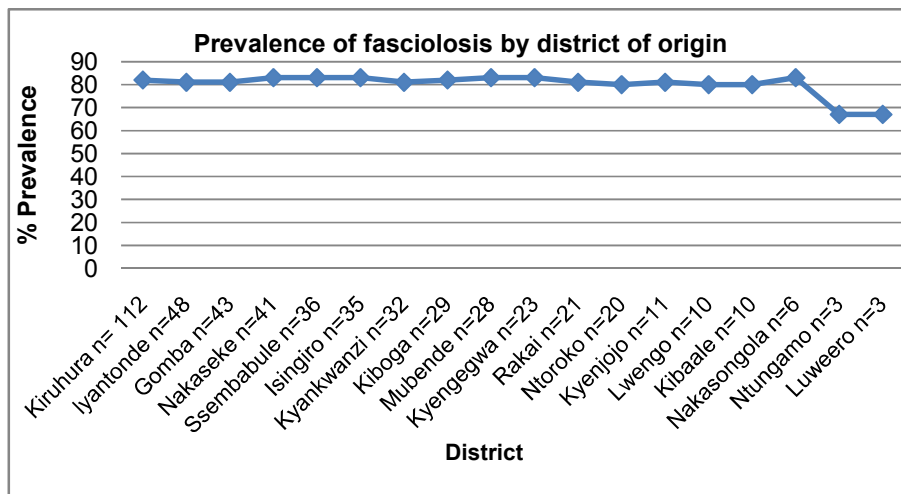 Prevalence of fasciolosis by district of origin
% Prevalence
90
80
70
60
50
40
30
20
10
0
Kiruhura n= 112
Iyantonde n=48
Gomba n=43
Nakaseke n=41
Ssembabule n=36
Isingiro n=35
Kyankwanzi n=32
Kiboga n=29
Mubende n=28
Kyengegwa n=23
Rakai n=21
Ntoroko n=20
Kyenjojo n=11
Lwengo n=10
Kibaale n=10
Nakasongola n=6
Ntungamo n=3
Luweero n=3
District